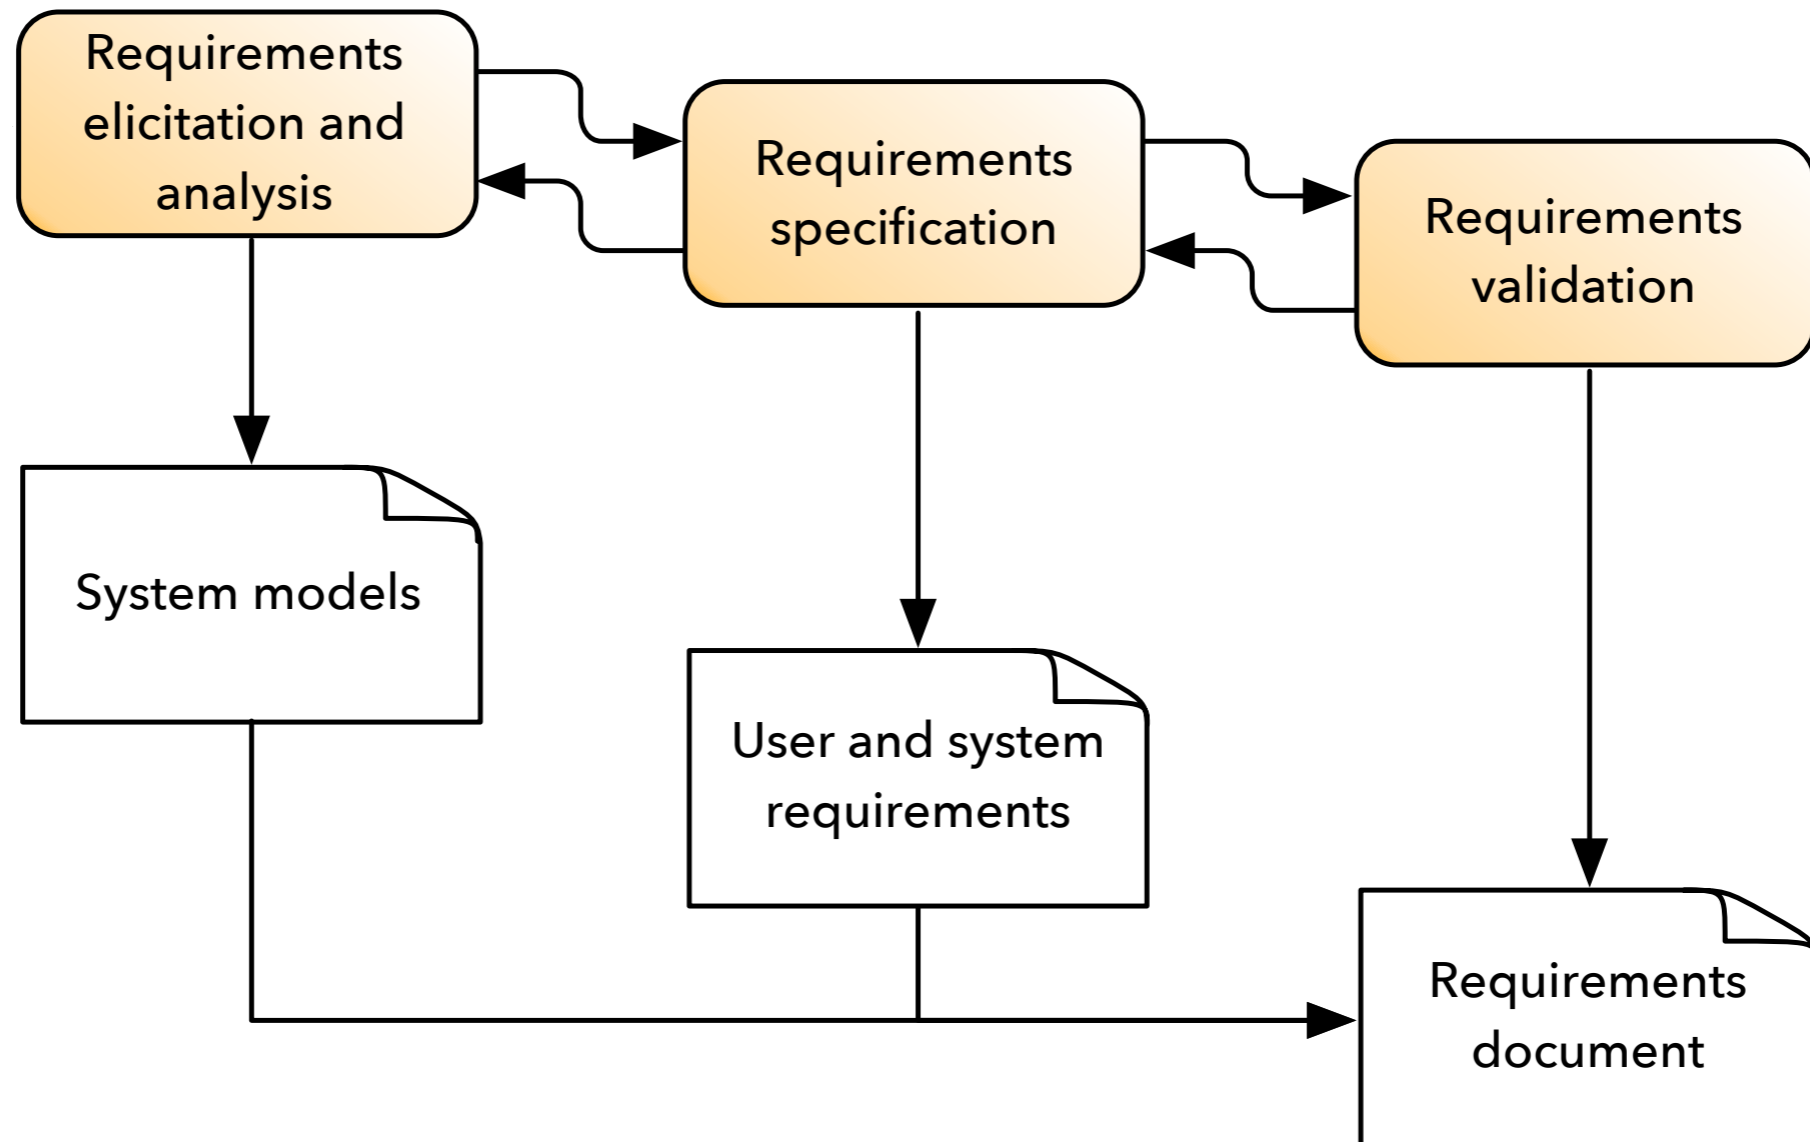 Requirements
elicitation and
analysis
Requirements
specification
Requirements
validation
System models
User and system
requirements
Requirements
document